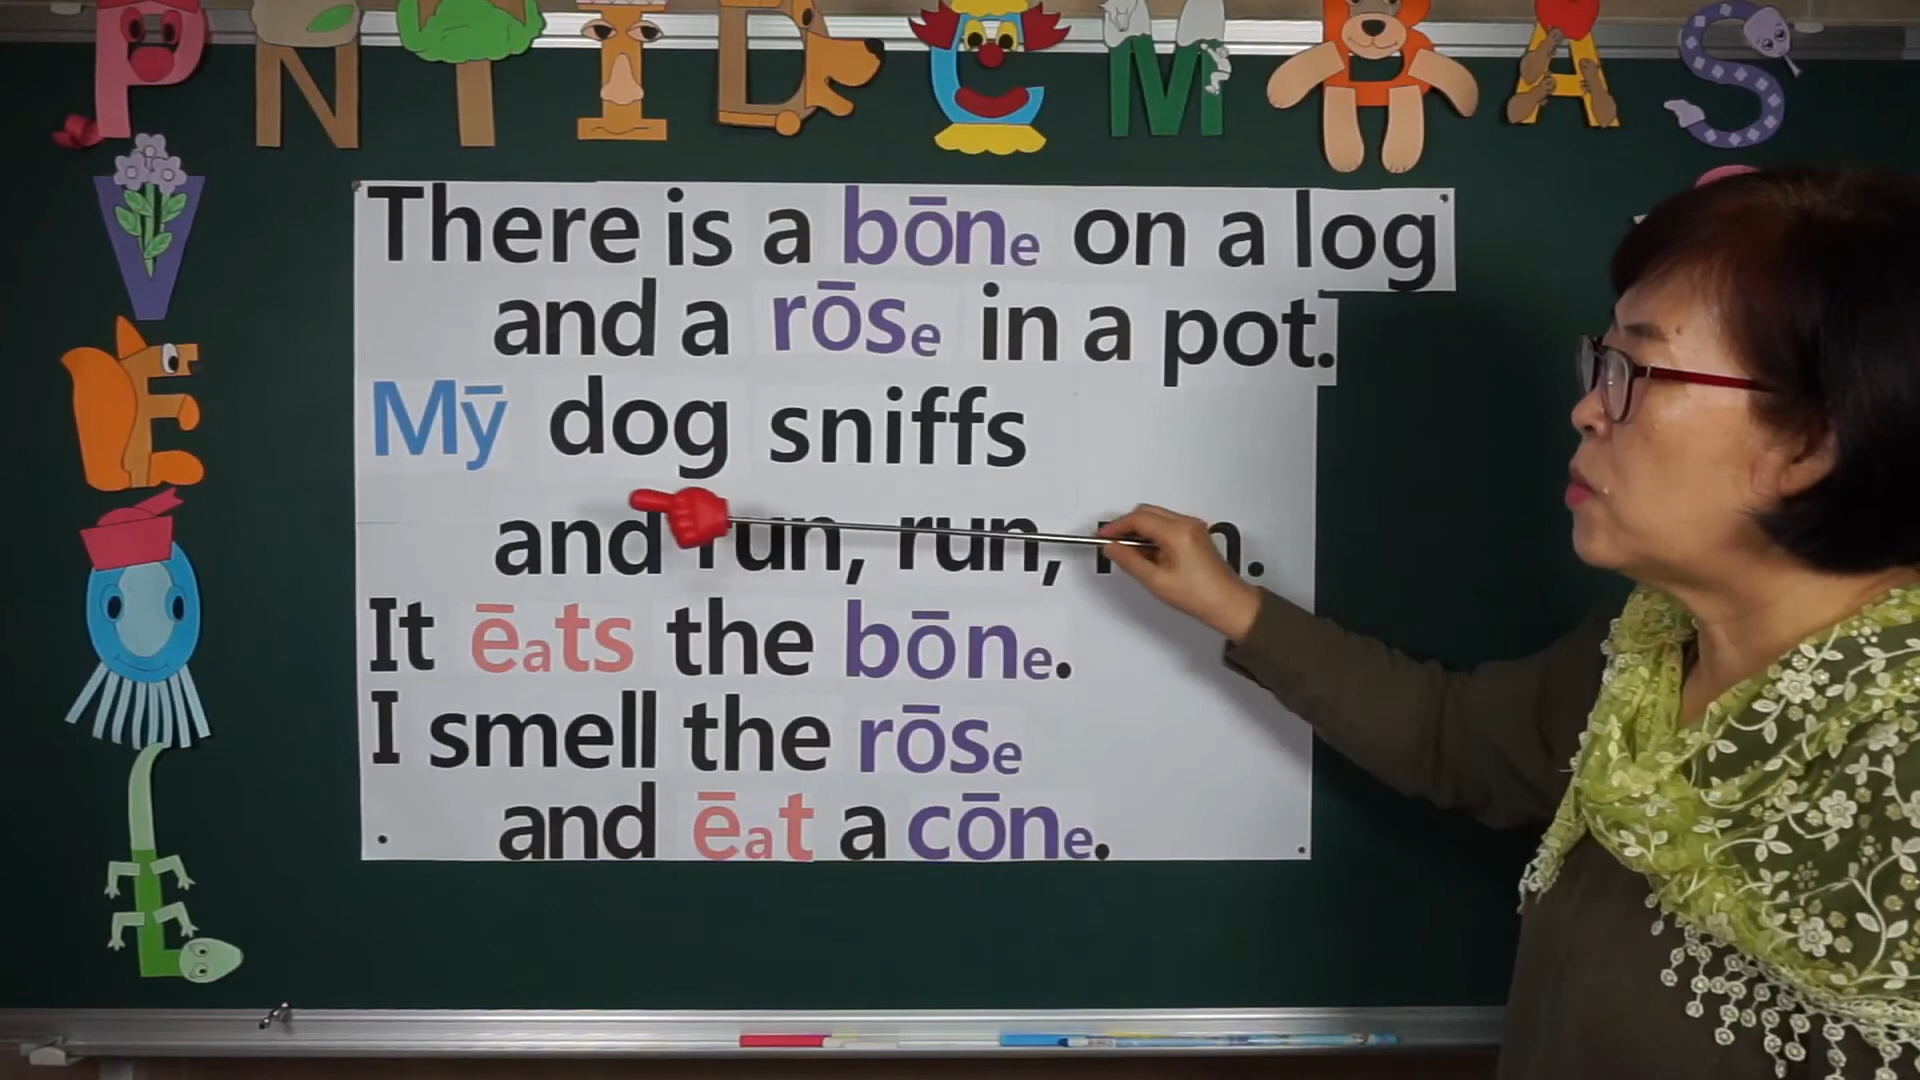 P N T I D C M B A S
V
E
O
L
There is a bōne on a log
and a rōse in a pot.
Mȳ dog sniffs
and run, run, run.
It ēats the bōne.
I smell the rōse
and ēat a cōne.